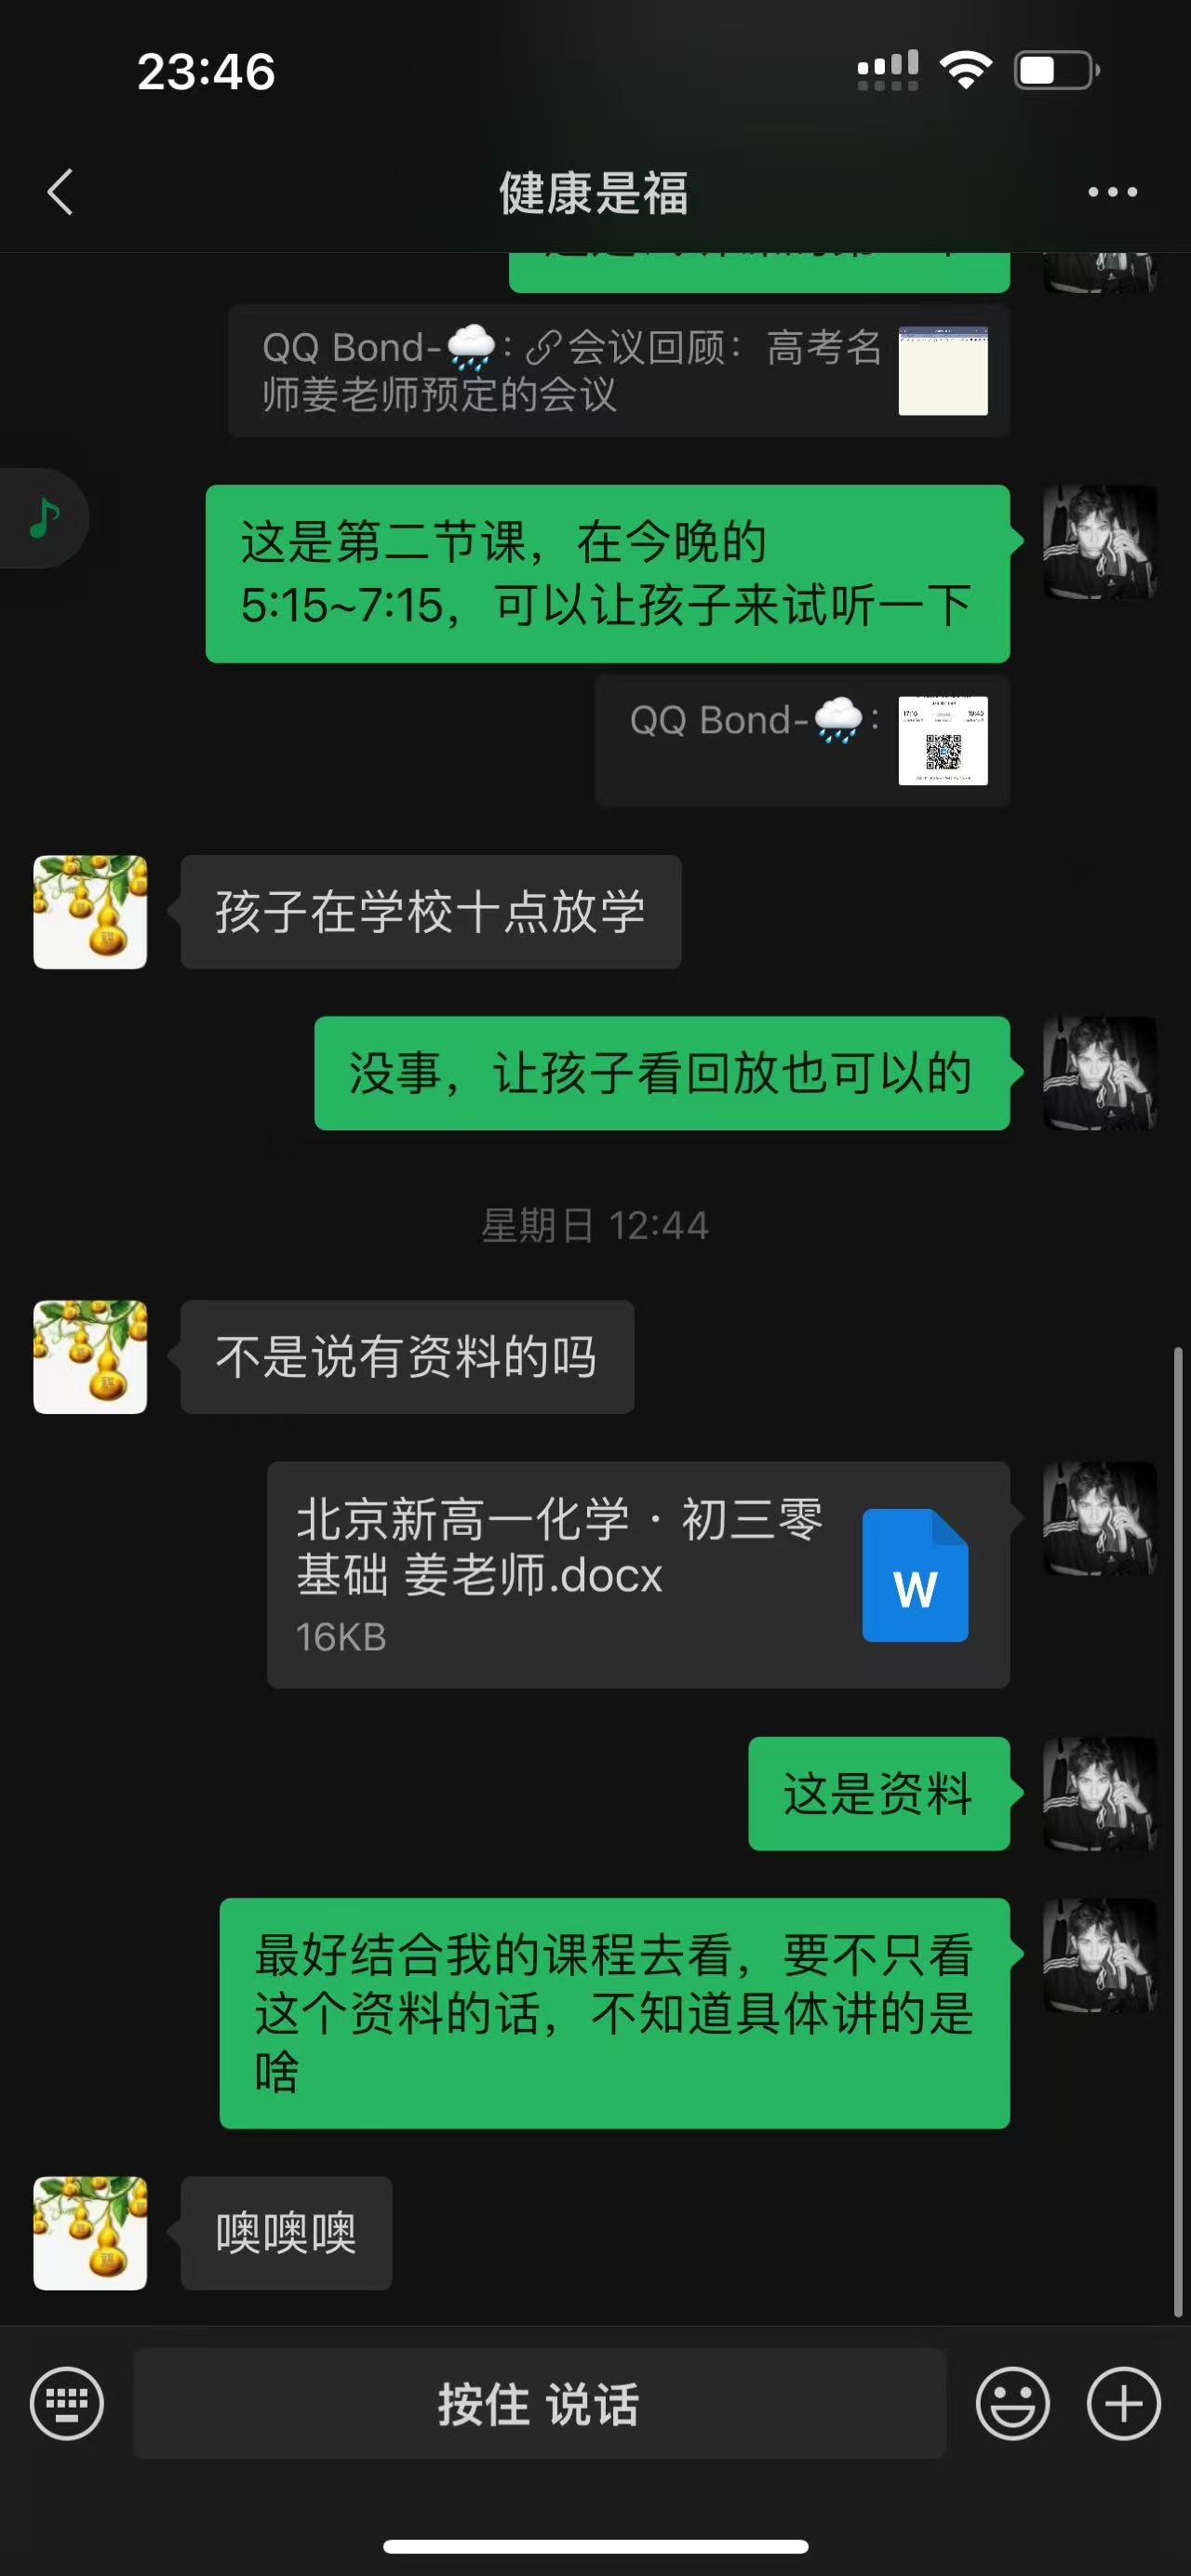 23:46
健康是福
QQ Bond-🌧️: 🔗会议回顾：高考名
师姜老师预定的会议
这是第二节课，在今晚的
5:15~7:15，可以让孩子来试听一下
QQ Bond-🌧️:
孩子在学校十点放学
没事，让孩子看回放也可以的
星期日 12:44
不是说有资料的吗
北京新高一化学 · 初三零
基础 姜老师.docx
W
16KB
这是资料
最好结合我的课程去看，要不只看
这个资料的话，不知道具体讲的是
啥
噢噢噢
按住 说话